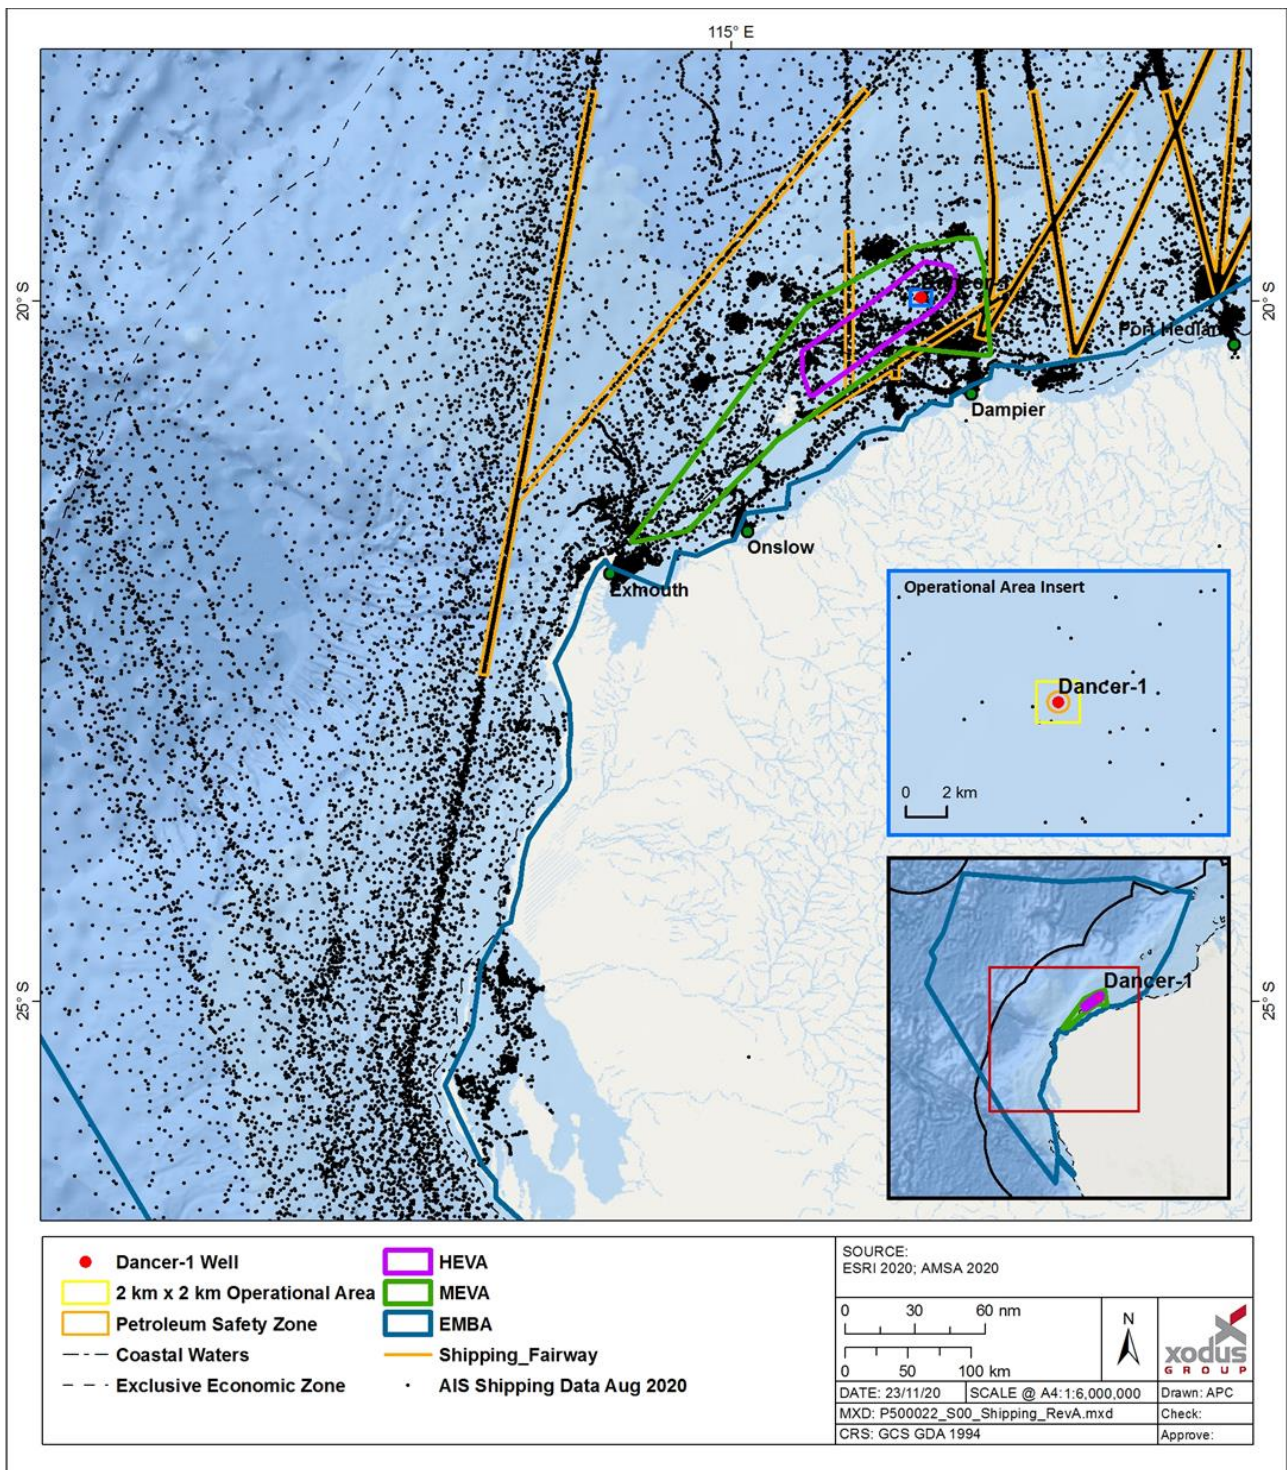 115° E
20° S
20° S
Port Hedlan
Dampier
Onslow
Exmouth
Operational Area Insert
Dancer-1
0 2 km
25° S
25° S
Dancer-1
Dancer-1 Well
2 km x 2 km Operational Area
Petroleum Safety Zone
Coastal Waters
Exclusive Economic Zone
HEVA
MEVA
EMBA
Shipping_Fairway
AIS Shipping Data Aug 2020
SOURCE:
ESRI 2020; AMSA 2020
0 30 60 nm
0 50 100 km
N
xodus
GROUP
DATE: 23/11/20
SCALE @ A4:1:6,000,000
Drawn: APC
MXD: P500022_S00_Shipping_RevA.mxd
Check:
CRS: GCS GDA 1994
Approve: